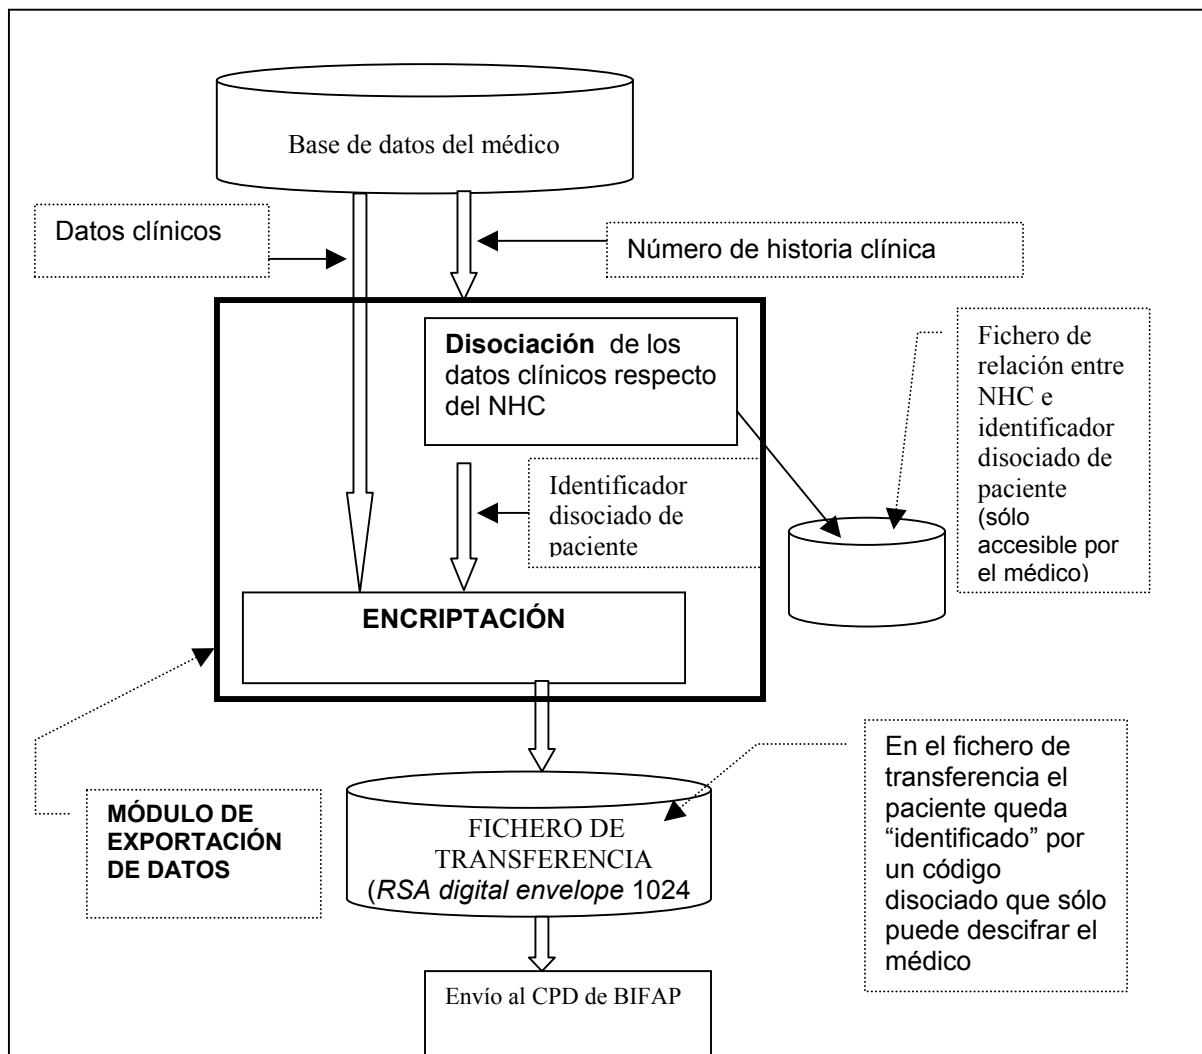 Base de datos del médico
Datos clínicos
Número de historia clínica
Disociación de los
datos clínicos respecto
del NHC
Fichero de
relación entre
NHC e
identificador
disociado de
paciente
(sólo
accesible por
el médico)
Identificador
disociado de
paciente
ENCRIPTACIÓN
MÓDULO DE
EXPORTACIÓN
DE DATOS
FICHERO DE
TRANSFERENCIA
(RSA digital envelope 1024
En el fichero de
transferencia el
paciente queda
“identificado” por
un código
disociado que sólo
puede descifrar el
médico
Envío al CPD de BIFAP